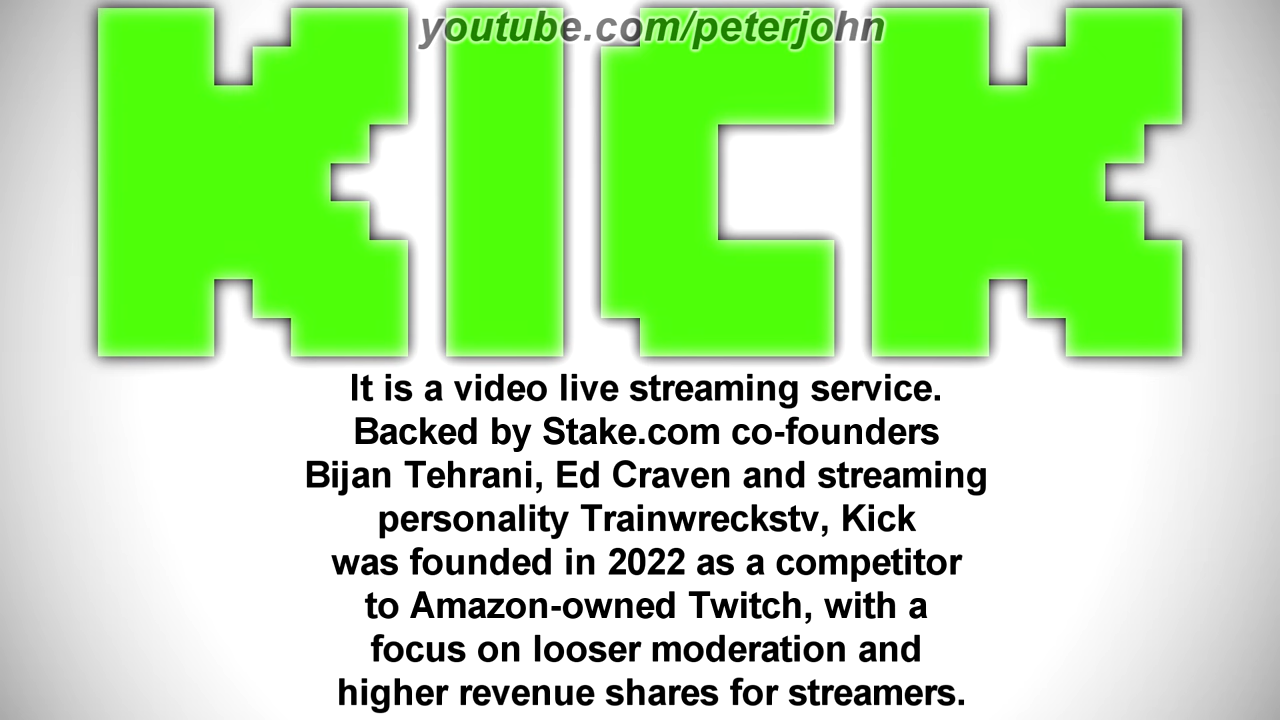 youtube.com/peterjohn
KICK
It is a video live streaming service.
Backed by Stake.com co-founders
Bijan Tehrani, Ed Craven and streaming
personality Trainwreckstv, Kick
was founded in 2022 as a competitor
to Amazon-owned Twitch, with a
focus on looser moderation and
higher revenue shares for streamers.